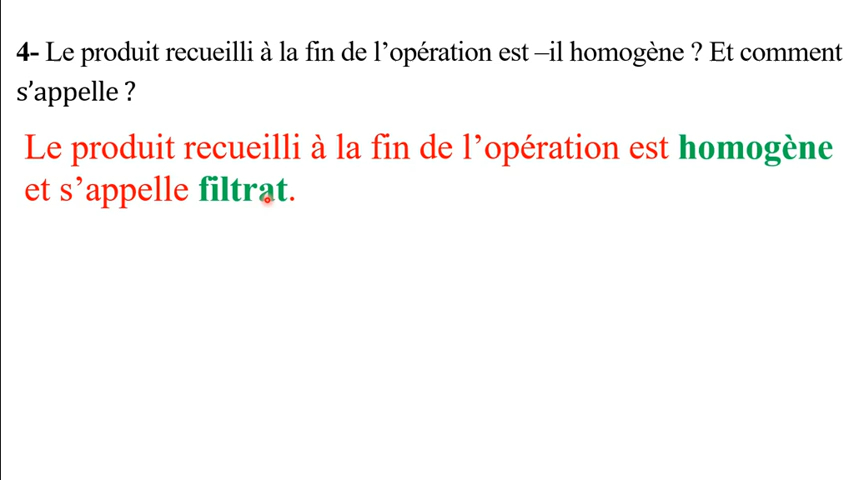 4- Le produit recueilli à la fin de l’opération est –il homogène ? Et comment
s’appelle ?
Le produit recueilli à la fin de l’opération est homogène
et s’appelle filtrat.